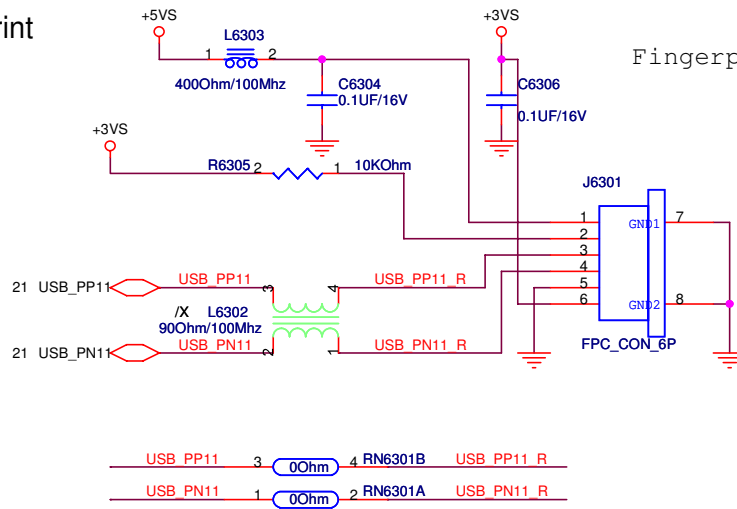 rint
+5VS
+3VS
L6303
Fingerp
1 2
400Ohm/100Mhz
C6304
0.1UF/16V
C6306
0.1UF/16V
+3VS
R6305 2 1 10KOhm
J6301
1
2
3
4
5
6
GND1 7
GND2 8
FPC_CON_6P
21 USB_PP11 USB_PP11 3 4 USB_PP11_R
/X L6302
90Ohm/100Mhz
21 USB_PN11 USB_PN11 2 1 USB_PN11_R
USB_PP11 3 0Ohm 4 RN6301B USB_PP11_R
USB_PN11 1 0Ohm 2 RN6301A USB_PN11_R